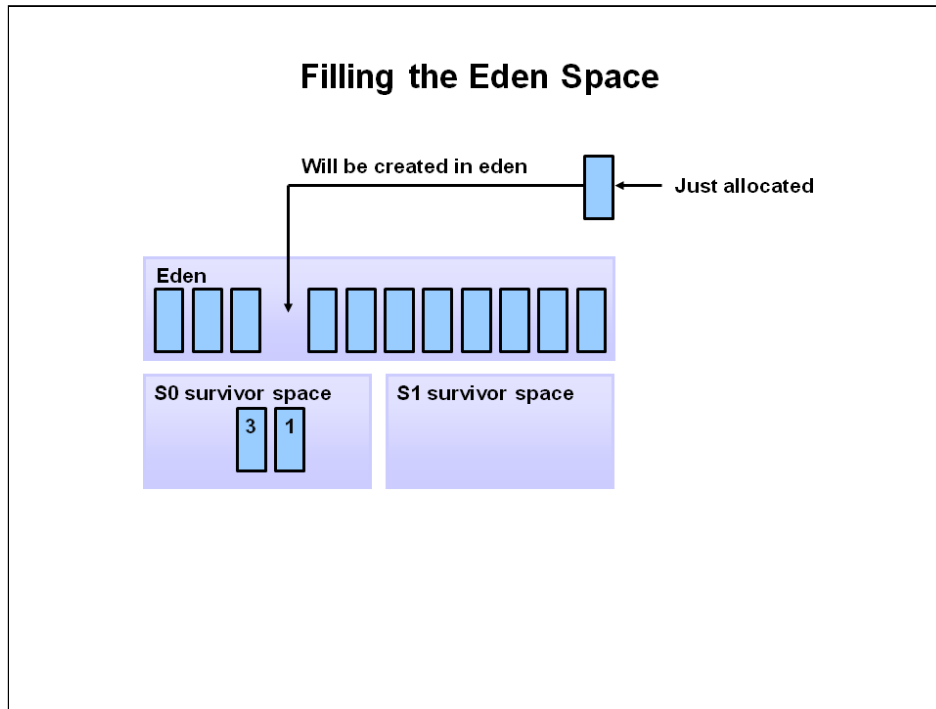 Filling the Eden Space
Will be created in eden
Just allocated
Eden
S0 survivor space
S1 survivor space
3 1